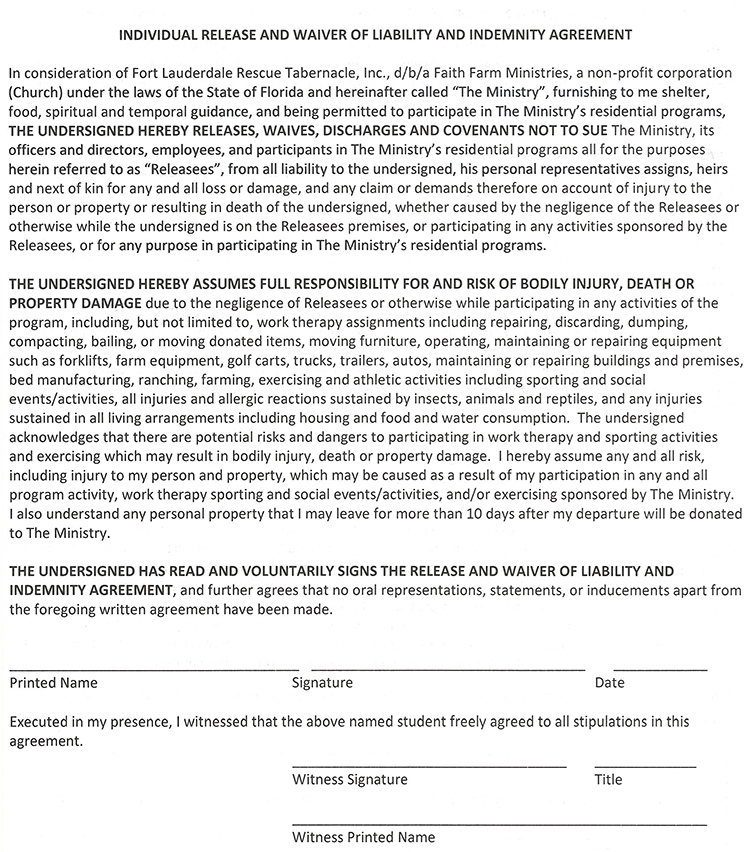 INDIVIDUAL RELEASE AND WAIVER OF LIABILITY AND INDEMNITY AGREEMENT
In consideration of Fort Lauderdale Rescue Tabernacle, Inc., d/b/a Faith Farm Ministries, a non-profit corporation
(Church) under the laws of the State of Florida and hereinafter called “The Ministry”, furnishing to me shelter,
food, spiritual and temporal guidance, and being permitted to participate in The Ministry’s residential programs,
THE UNDERSIGNED HEREBY RELEASES, WAIVES, DISCHARGES AND COVENANTS NOT TO SUE The Ministry, its
officers and directors, employees, and participants in The Ministry’s residential programs all for the purposes
herein referred to as “Releasees”, from all liability to the undersigned, his personal representatives assigns, heirs
and next of kin for any and all loss or damage, and any claim or demands therefore on account of injury to the
person or property or resulting in death of the undersigned, whether caused by the negligence of the Releasees or
otherwise while the undersigned is on the Releasees premises, or participating in any activities sponsored by the
Releasees, or for any purpose in participating in The Ministry’s residential programs.
THE UNDERSIGNED HEREBY ASSUMES FULL RESPONSIBILITY FOR AND RISK OF BODILY INJURY, DEATH OR
PROPERTY DAMAGE due to the negligence of Releasees or otherwise while participating in any activities of the
program, including, but not limited to, work therapy assignments including repairing, discarding, dumping,
compacting, bailing, or moving donated items, moving furniture, operating, maintaining or repairing equipment
such as forklifts, farm equipment, golf carts, trucks, trailers, autos, maintaining or repairing buildings and premises,
bed manufacturing, ranching, farming, exercising and athletic activities including sporting and social
events/activities, all injuries and allergic reactions sustained by insects, animals and reptiles, and any injuries
sustained in all living arrangements including housing and food and water consumption. The undersigned
acknowledges that there are potential risks and dangers to participating in work therapy and sporting activities
and exercising which may result in bodily injury, death or property damage. I hereby assume any and all risk,
including injury to my person and property, which may be caused as a result of my participation in any and all
program activity, work therapy sporting and social events/activities, and/or exercising sponsored by The Ministry.
I also understand any personal property that I may leave for more than 10 days after my departure will be donated
to The Ministry.
THE UNDERSIGNED HAS READ AND VOLUNTARILY SIGNS THE RELEASE AND WAIVER OF LIABILITY AND
INDEMNITY AGREEMENT, and further agrees that no oral representations, statements, or inducements apart from
the foregoing written agreement have been made.
Printed Name Signature Date
Executed in my presence, I witnessed that the above named student freely agreed to all stipulations in this
agreement.
Witness Signature Title
Witness Printed Name